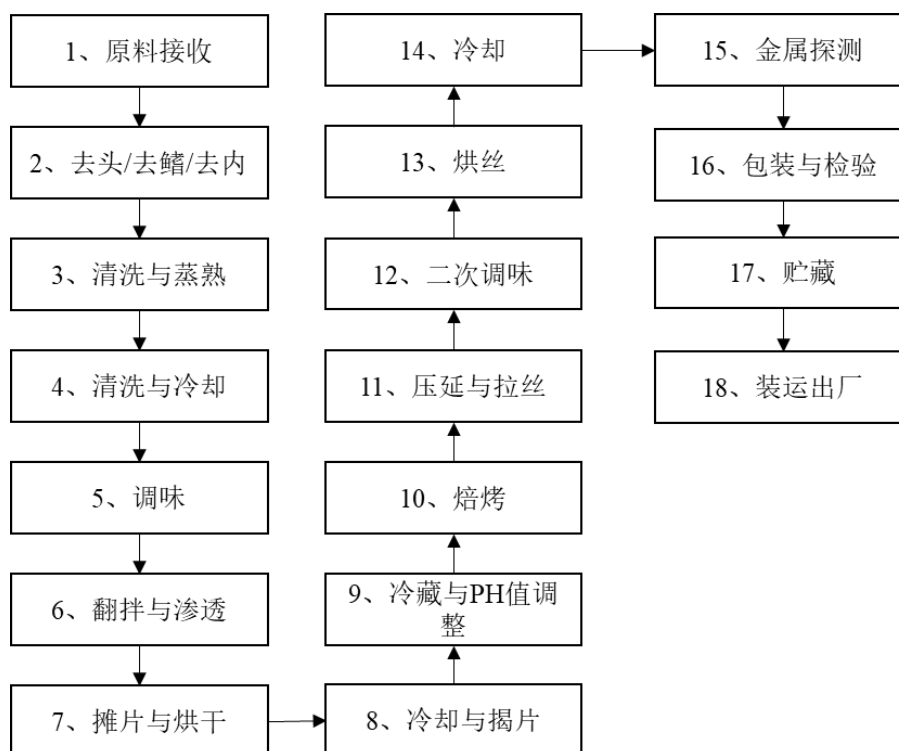 1、原料接收
2、去头/去鳍/去内
3、清洗与蒸熟
4、清洗与冷却
5、调味
6、翻拌与渗透
7、摊片与烘干
8、冷却与揭片
9、冷藏与PH值调
整
10、焙烤
11、压延与拉丝
12、二次调味
13、烘丝
14、冷却
15、金属探测
16、包装与检验
17、贮藏
18、装运出厂